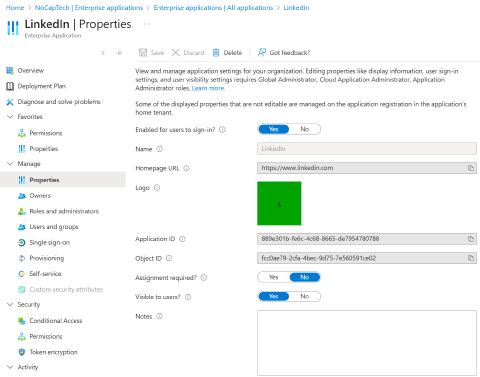 Home > NoCapTech | Enterprise applications > Enterprise applications | All applications > LinkedIn
LinkedIn | Properties ...
Enterprise Application
Save Discard Delete Got feedback?
Overview
Deployment Plan
Diagnose and solve problems
Favorites
Permissions
Properties
Manage
Properties
Owners
Roles and administrators
Users and groups
Single sign-on
Provisioning
Self-service
Custom security attributes
Security
Conditional Access
Permissions
Token encryption
Activity
View and manage application settings for your organization. Editing properties like display information, user sign-in
settings, and user visibility settings requires Global Administrator, Cloud Application Administrator, Application
Administrator roles. Learn more.
Some of the displayed properties that are not editable are managed on the application registration in the application's
home tenant.
Enabled for users to sign-in? Yes No
Name LinkedIn
Homepage URL https://www.linkedin.com
Logo L
Application ID 889e301b-fe6c-4c68-8665-de7954780788
Object ID fcc0ae79-2cfa-4bec-9d75-7e560591ce02
Assignment required? Yes No
Visible to users? Yes No
Notes